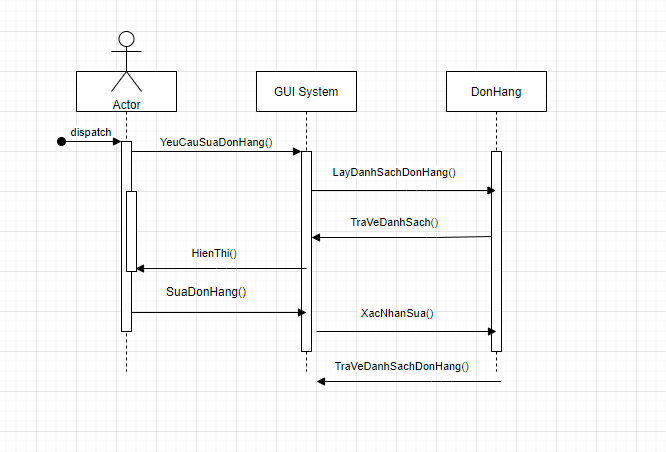 Actor
GUI System
DonHang
dispatch
YeuCauSuaDonHang()
LayDanhSachDonHang()
TraVeDanhSach()
HienThi()
SuaDonHang()
XacNhanSua()
TraVeDanhSachDonHang()